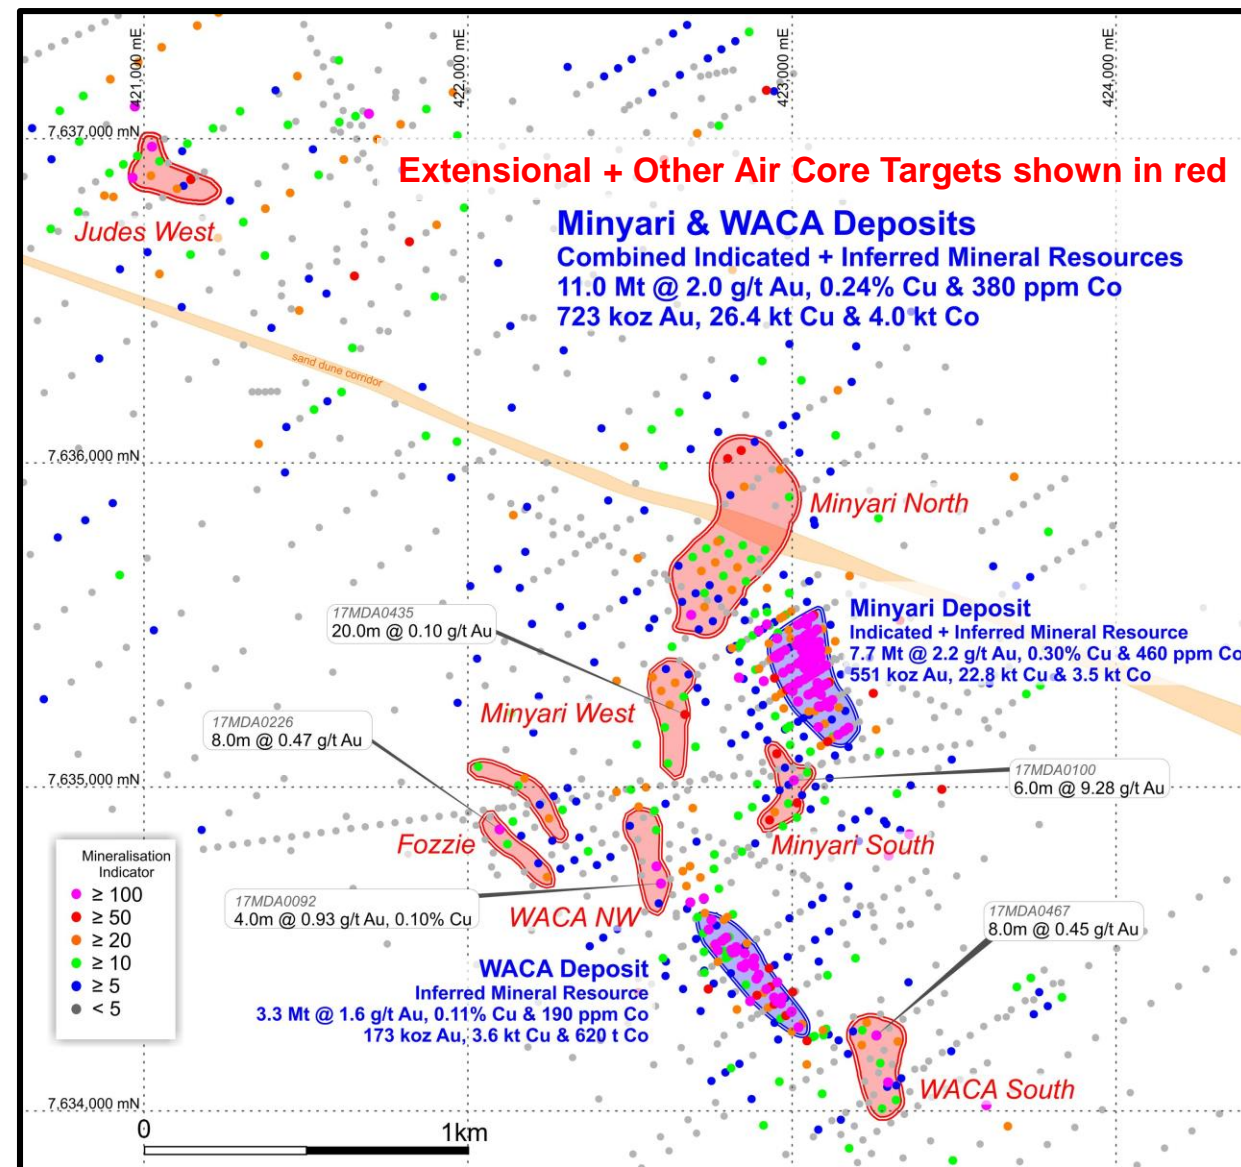 421,000 mE
422,000 mE
423,000 mE
424,000 mE
7,637,000 mN
Extensional + Other Air Core Targets shown in red
Judes West
Minyari & WACA Deposits
Combined Indicated + Inferred Mineral Resources
11.0 Mt @ 2.0 g/t Au, 0.24% Cu & 380 ppm Co
723 koz Au, 26.4 kt Cu & 4.0 kt Co
sand dune corridor
7,636,000 mN
Minyari North
17MDA0435
20.0m @ 0.10 g/t Au
Minyari Deposit
Indicated + Inferred Mineral Resource
7.7 Mt @ 2.2 g/t Au, 0.30% Cu & 460 ppm Co
551 koz Au, 22.8 kt Cu & 3.5 kt Co
Minyari West
17MDA0226
8.0m @ 0.47 g/t Au
7,635,000 mN
17MDA0100
6.0m @ 9.28 g/t Au
Fozzie
Minyari South
Mineralisation
Indicator
≥ 100
≥ 50
≥ 20
≥ 10
≥ 5
< 5
17MDA0092
4.0m @ 0.93 g/t Au, 0.10% Cu
WACA NW
17MDA0467
8.0m @ 0.45 g/t Au
WACA Deposit
Inferred Mineral Resource
3.3 Mt @ 1.6 g/t Au, 0.11% Cu & 190 ppm Co
173 koz Au, 3.6 kt Cu & 620 t Co
WACA South
7,634,000 mN
0
1km